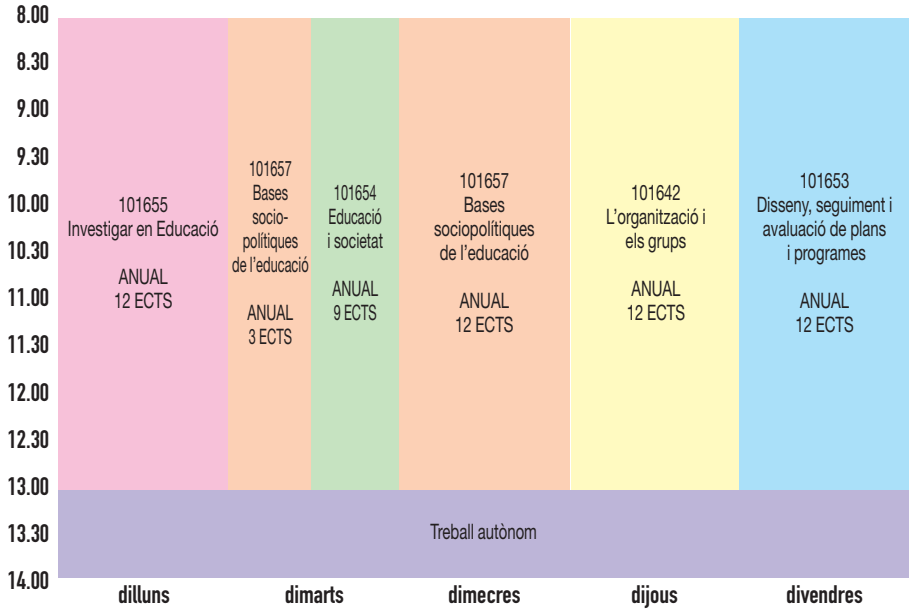 8.00
8.30
9.00
9.30
10.00
10.30
11.00
11.30
12.00
12.30
13.00
13.30
14.00
101655
Investigar en Educació
ANUAL
12 ECTS
101657
Bases
socio-
polítiques
de l’educació
ANUAL
3 ECTS
101654
Educació
i societat
ANUAL
9 ECTS
101657
Bases
sociopolítiques
de l’educació
ANUAL
12 ECTS
101642
L’organització i
els grups
ANUAL
12 ECTS
101653
Disseny, seguiment i
avaluació de plans
i programes
ANUAL
12 ECTS
Treball autònom
dilluns
dimarts
dimecres
dijous
divendres